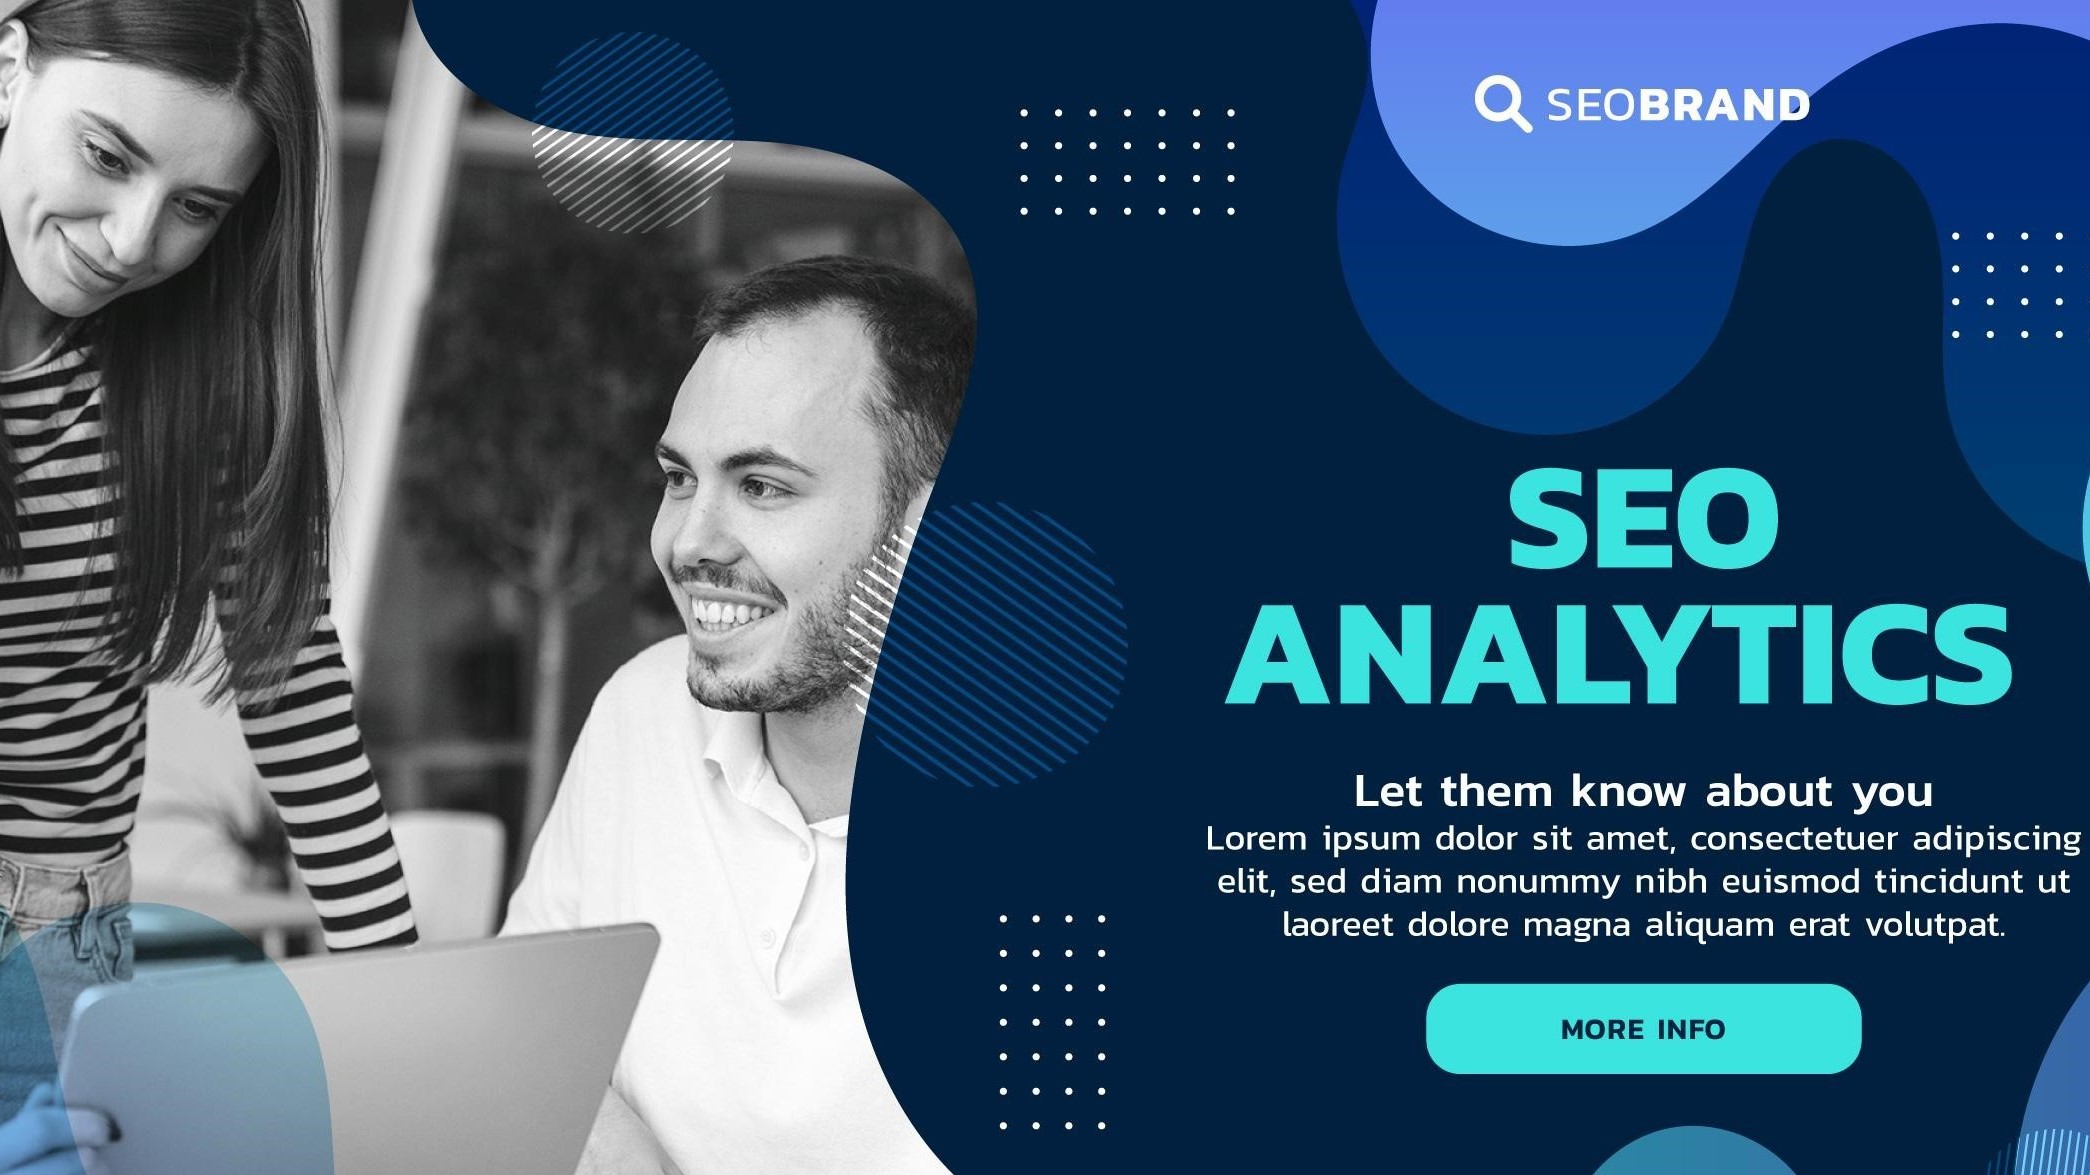 SEOBRAND
SEO
ANALYTICS
Let them know about you
Lorem ipsum dolor sit amet, consectetuer adipiscing
elit, sed diam nonummy nibh euismod tincidunt ut
laoreet dolore magna aliquam erat volutpat.
MORE INFO